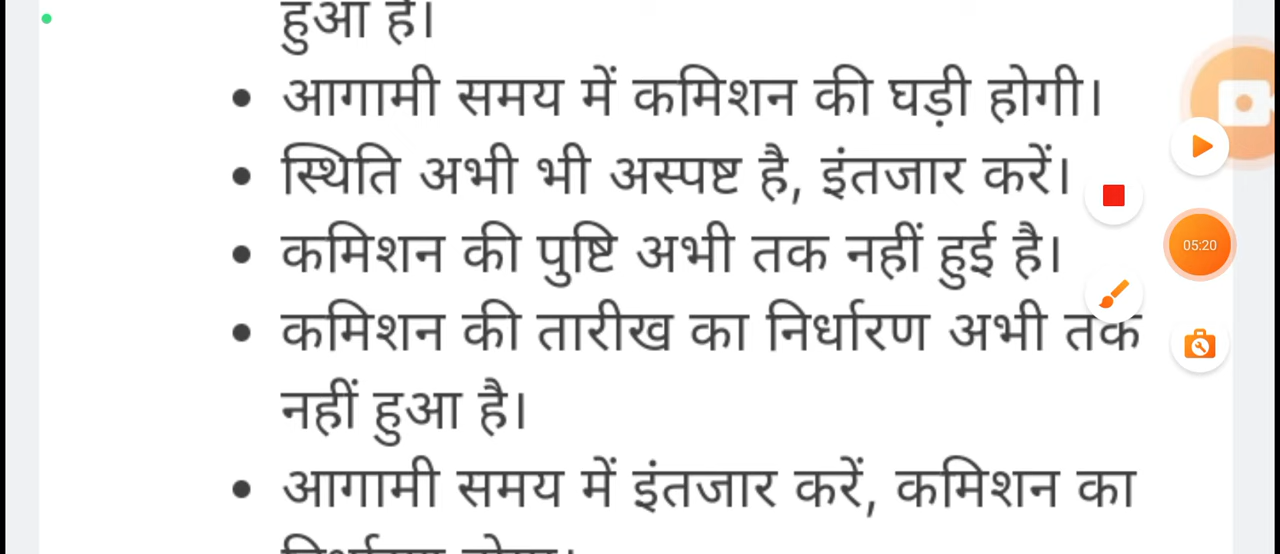 हुआ है।
• आगामी समय में कमिशन की घड़ी होगी।
• स्थिति अभी भी अस्पष्ट है, इंतजार करें।
• कमिशन की पुष्टि अभी तक नहीं हुई है।
05:20
• कमिशन की तारीख का निर्धारण अभी तक
नहीं हुआ है।
• आगामी समय में इंतजार करें, कमिशन का